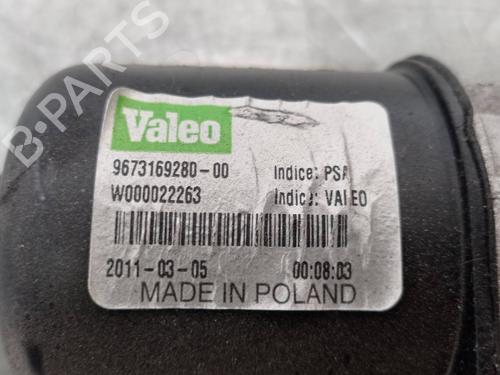 Valeo
9673169280-00 Indice: PSA
W000022263 Indice: VALEO
2011-03-05 00:08:03
MADE IN POLAND
B-PARTS